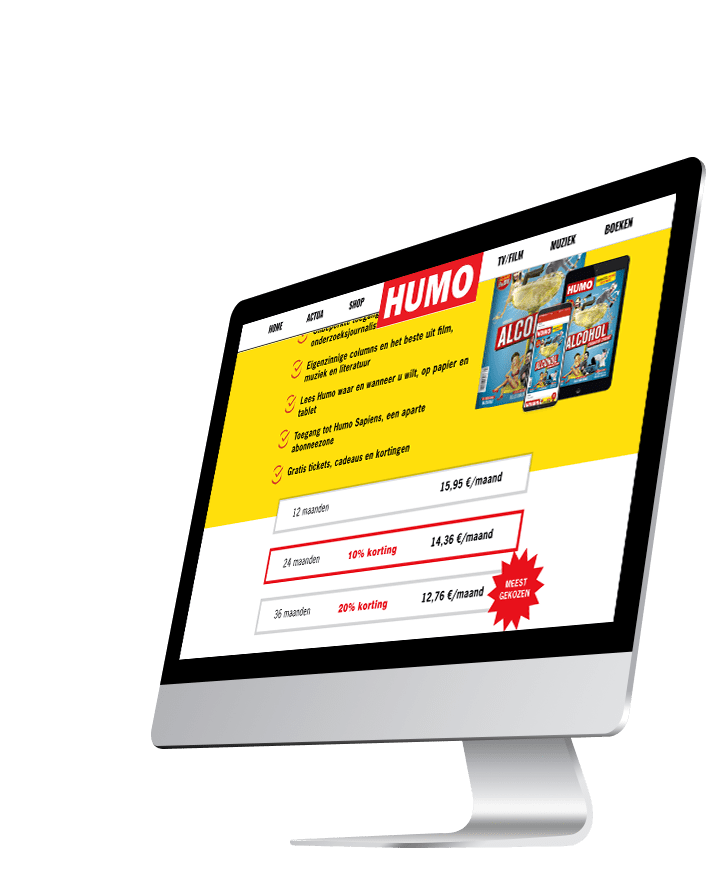 HOME
ACTUA
SHOP
HUMO
TV/FILM
MUZIEK
BOEKEN
onderzoeksjournalis
Eigenzinnige columns en het beste uit film,
muziek en literatuur
Lees Humo waar en wanneer u wilt, op papier en
tablet
Toegang tot Humo Sapiens, een aparte
abonneezone
Gratis tickets, cadeaus en kortingen
HUMO
ALCOHOL
HUMO
ALCOHOL
12 maanden 15,95 €/maand
24 maanden 10% korting 14,36 €/maand
36 maanden 20% korting 12,76 €/maand
MEEST
GEKOZEN